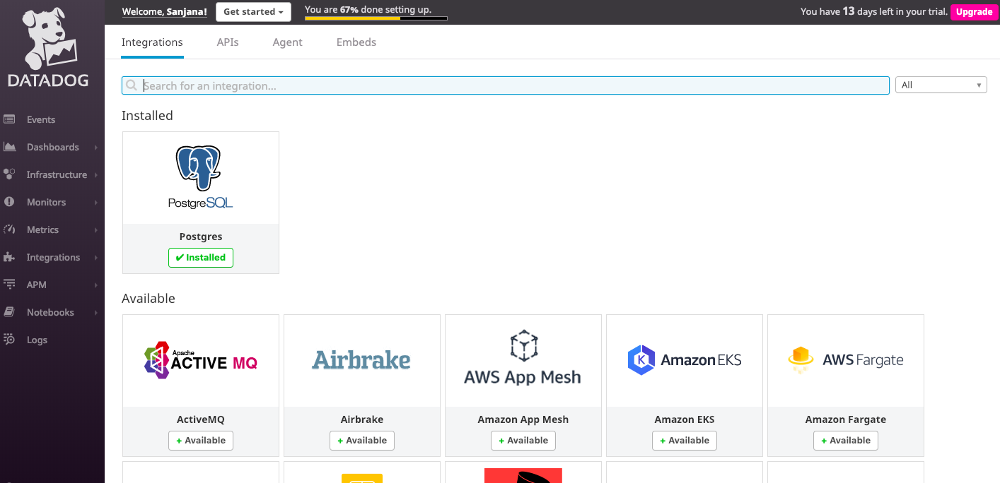 Welcome, Sanjana!
Get started
You are 67% done setting up.
You have 13 days left in your trial.
Upgrade
DATADOG
Events
Dashboards
Infrastructure
Monitors
Metrics
Integrations
APM
Notebooks
Logs
Integrations APIs Agent Embeds
Search for an integration...
All
Installed
PostgreSQL
Postgres
✔ Installed
Available
Apache
ACTIVE MQ
ActiveMQ
+ Available
Airbrake
Airbrake
+ Available
AWS App Mesh
Amazon App Mesh
+ Available
K
Amazon EKS
Amazon EKS
+ Available
AWS Fargate
Amazon Fargate
+ Available